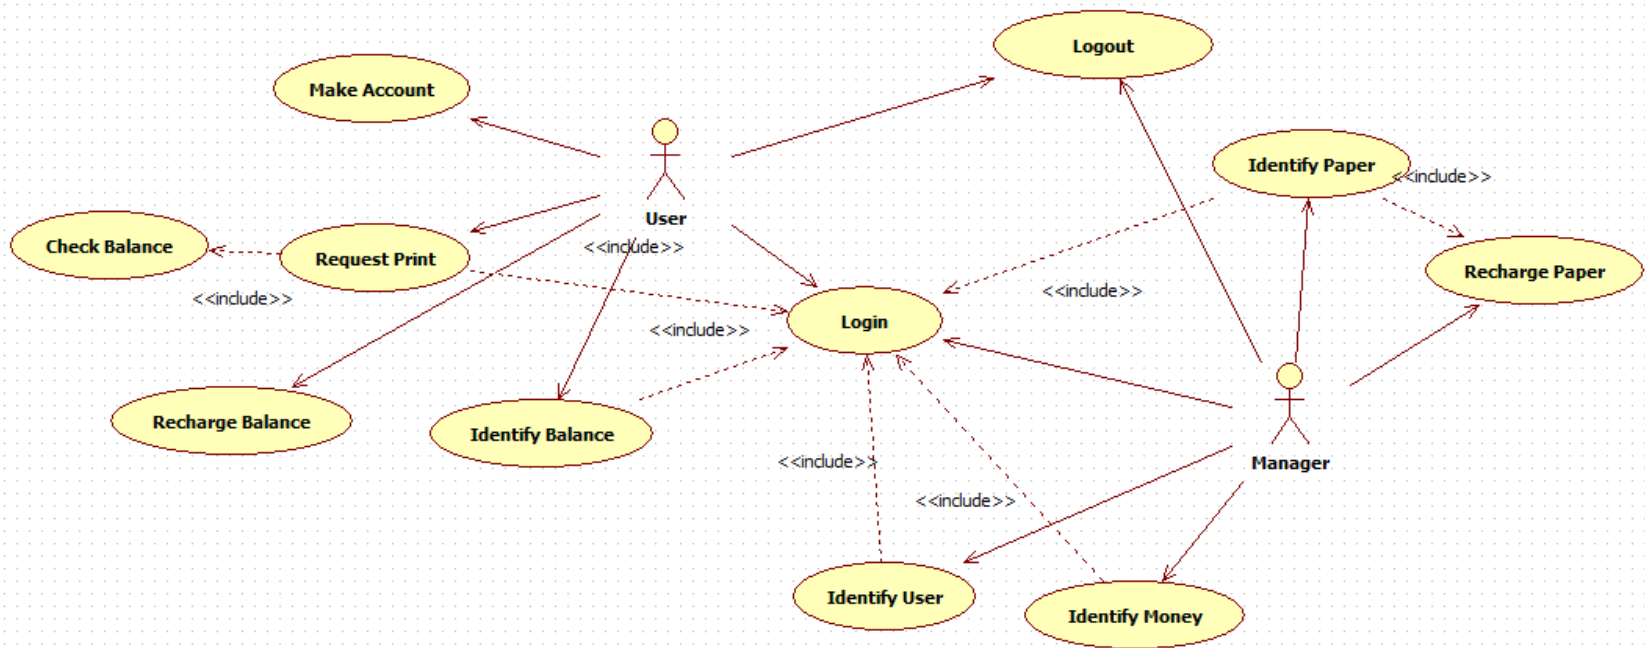 Logout
Make Account
Identify Paper
<<include>>
User
Check Balance
Request Print
<<include>>
Recharge Paper
<<include>>
<<include>>
Login
<<include>>
Recharge Balance
Identify Balance
<<include>>
Manager
<<include>>
Identify User
Identify Money